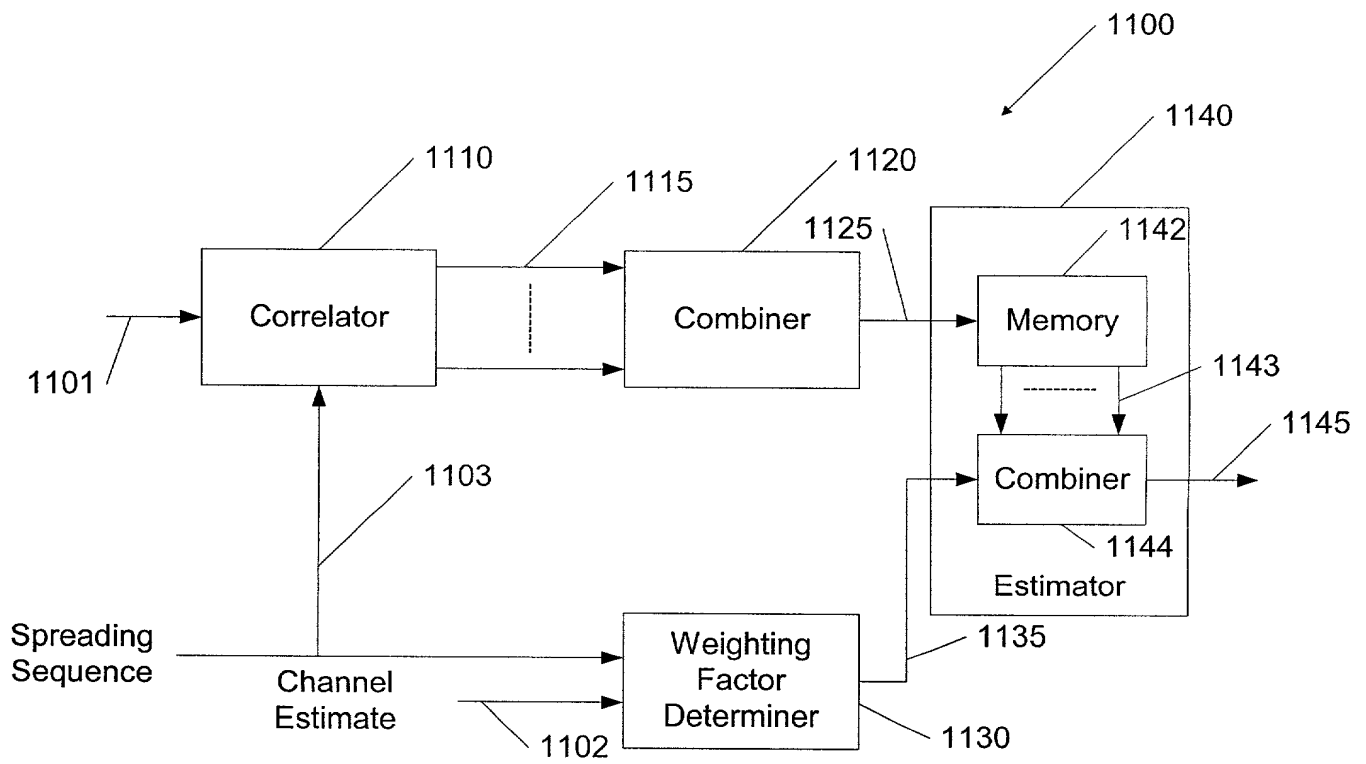 1100
1140
1110
1115
1120
1125
1142
Correlator
Combiner
Memory
1101
1143
1145
1103
Combiner
1144
Estimator
Spreading
Sequence
Channel
Estimate
1102
Weighting
Factor
Determiner
1135
1130